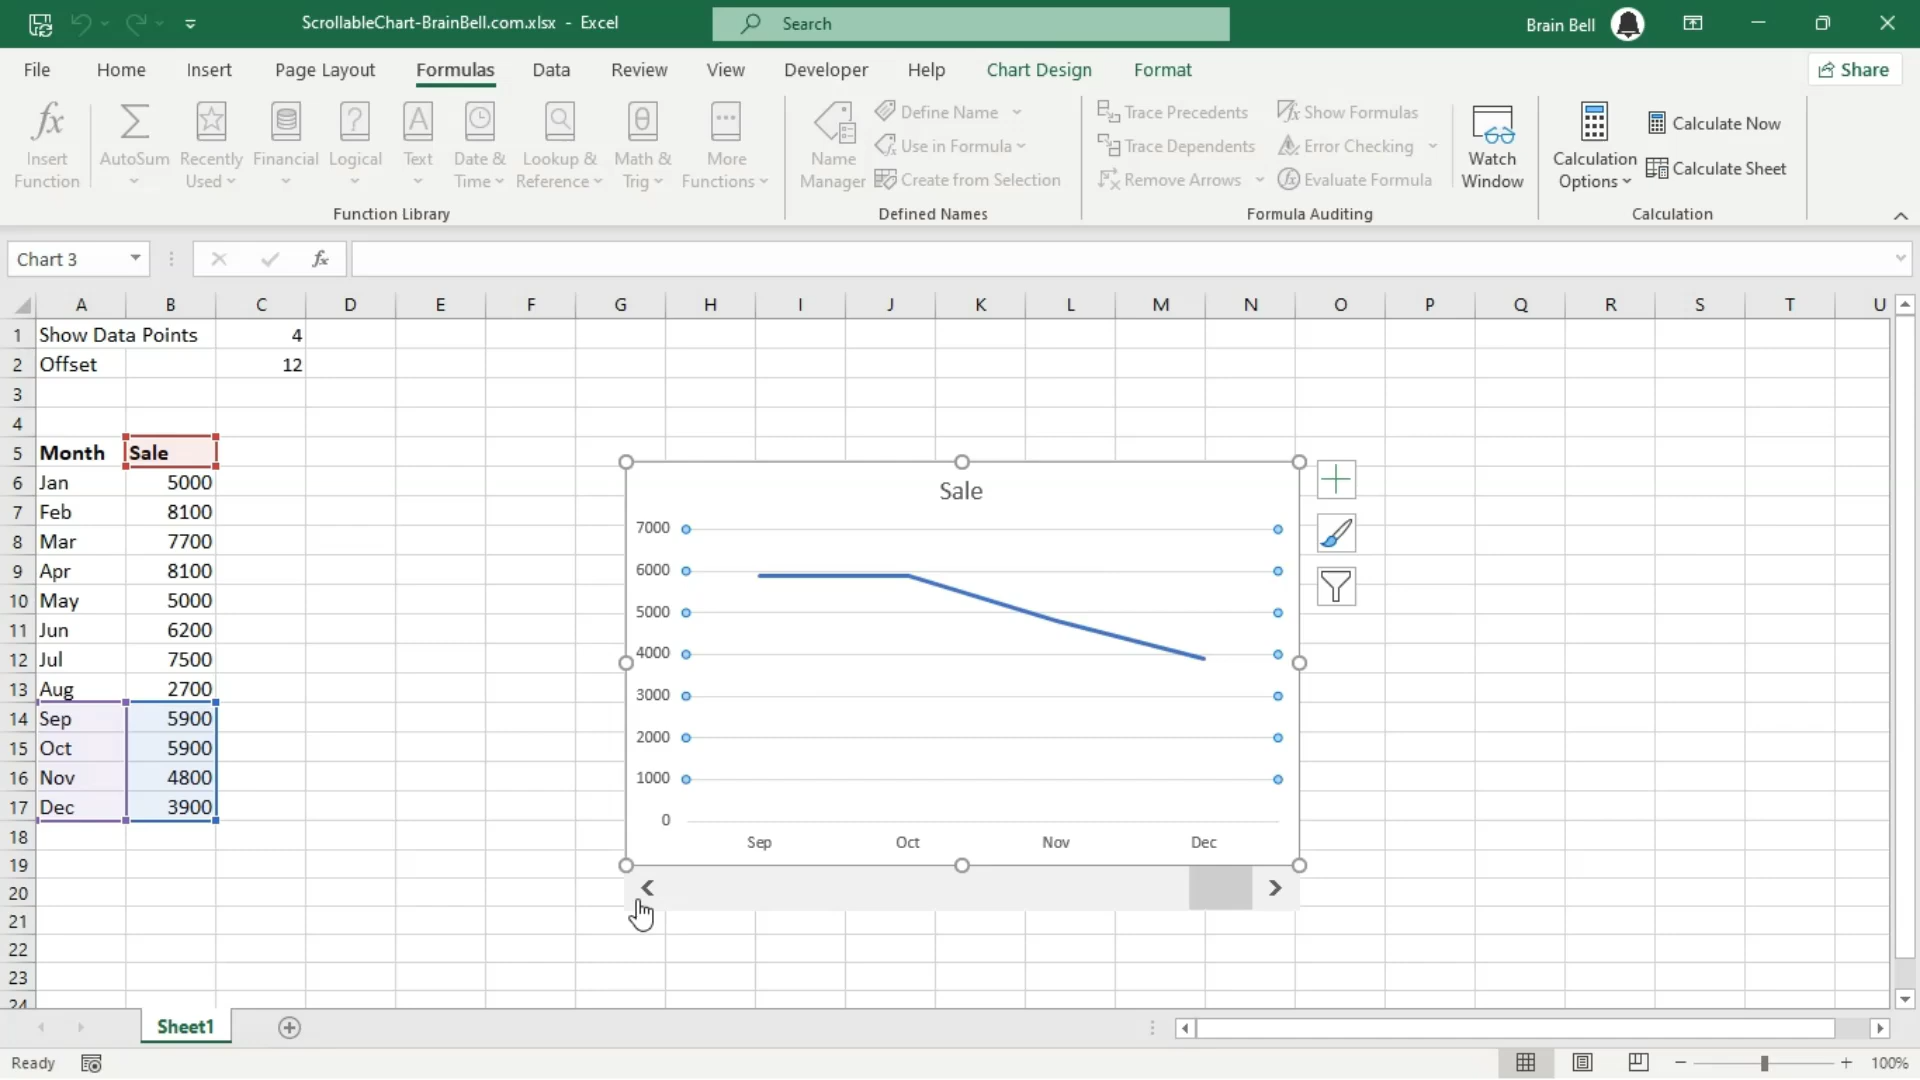 ScrollableChart-BrainBell.com.xlsx - Excel
Search
Brain Bell
File Home Insert Page Layout Formulas Data Review View Developer Help Chart Design Format
Share
fx
Insert
Function
AutoSum
Recently
Used
Financial
Logical
Text
Date &
Time
Lookup &
Reference
Math &
Trig
More
Functions
Function Library
Name
Manager
Define Name
Use in Formula
Create from Selection
Defined Names
Trace Precedents
Trace Dependents
Remove Arrows
Show Formulas
Error Checking
Evaluate Formula
Formula Auditing
Watch
Window
Calculation
Options
Calculate Now
Calculate Sheet
Calculation
Chart 3
fx
A B C D E F G H I J K L M N O P Q R S T U
1 Show Data Points 4
2 Offset 12
3
4
5 Month Sale
6 Jan 5000
7 Feb 8100
8 Mar 7700
9 Apr 8100
10 May 5000
11 Jun 6200
12 Jul 7500
13 Aug 2700
14 Sep 5900
15 Oct 5900
16 Nov 4800
17 Dec 3900
18
19
20
21
22
23
24
Sale
7000
6000
5000
4000
3000
2000
1000
0
Sep Oct Nov Dec
Sheet1
Ready
100%